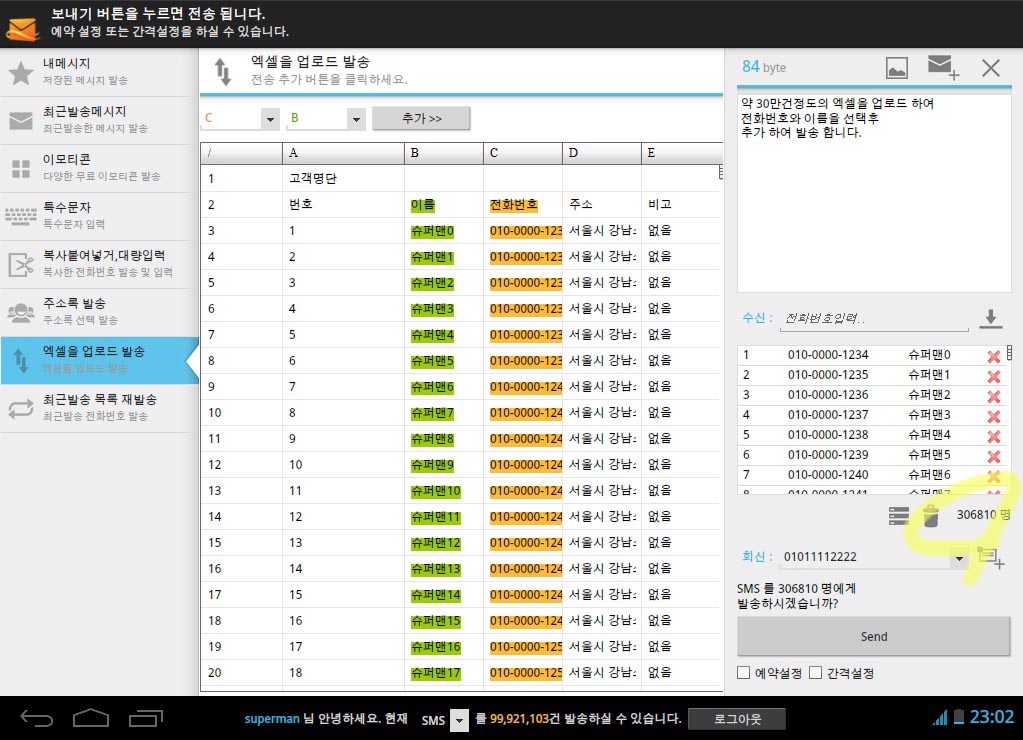 보내기 버튼을 누르면 전송 됩니다.
예약 설정 또는 간격설정을 하실 수 있습니다.
내메시지
저장된 메시지 발송
최근발송메시지
최근발송한 메시지 발송
이모티콘
다양한 무료 이모티콘 발송
특수문자
특수문자 입력
복사붙여넣거,대량입력
복사한 전화번호 발송 및 입력
주소록 발송
주소록 선택 발송
엑셀을 업로드 발송
엑셀을 업로드 발송
최근발송 목록 재발송
최근발송 전화번호 발송
엑셀을 업로드 발송
전송 추가 버튼을 클릭하세요.
C B 추가 >>
/ A B C D E
1 고객명단
2 번호 이름 전화번호 주소 비고
3 1 슈퍼맨0 010-0000-123 서울시 강남 없음
4 2 슈퍼맨1 010-0000-123 서울시 강남 없음
5 3 슈퍼맨2 010-0000-123 서울시 강남 없음
6 4 슈퍼맨3 010-0000-123 서울시 강남 없음
7 5 슈퍼맨4 010-0000-123 서울시 강남 없음
8 6 슈퍼맨5 010-0000-123 서울시 강남 없음
9 7 슈퍼맨6 010-0000-124 서울시 강남 없음
10 8 슈퍼맨7 010-0000-124 서울시 강남 없음
11 9 슈퍼맨8 010-0000-124 서울시 강남 없음
12 10 슈퍼맨9 010-0000-124 서울시 강남 없음
13 11 슈퍼맨10 010-0000-124 서울시 강남 없음
14 12 슈퍼맨11 010-0000-124 서울시 강남 없음
15 13 슈퍼맨12 010-0000-124 서울시 강남 없음
16 14 슈퍼맨13 010-0000-124 서울시 강남 없음
17 15 슈퍼맨14 010-0000-124 서울시 강남 없음
18 16 슈퍼맨15 010-0000-124 서울시 강남 없음
19 17 슈퍼맨16 010-0000-125 서울시 강남 없음
20 18 슈퍼맨17 010-0000-125 서울시 강남 없음
84 byte
약 30만건정도의 엑셀을 업로드 하여
전화번호와 이름을 선택후
추가 하여 발송 합니다.
수신 : 전화번호입력..
1 010-0000-1234 슈퍼맨0
2 010-0000-1235 슈퍼맨1
3 010-0000-1236 슈퍼맨2
4 010-0000-1237 슈퍼맨3
5 010-0000-1238 슈퍼맨4
6 010-0000-1239 슈퍼맨5
7 010-0000-1240 슈퍼맨6
8 010-0000-1241 슈퍼맨7
306810 명
회신 : 01011112222
SMS 를 306810 명에게
발송하시겠습니까?
Send
예약설정 간격설정
superman 님 안녕하세요. 현재 SMS 를 99,921,103건 발송하실 수 있습니다. 로그아웃
23:02